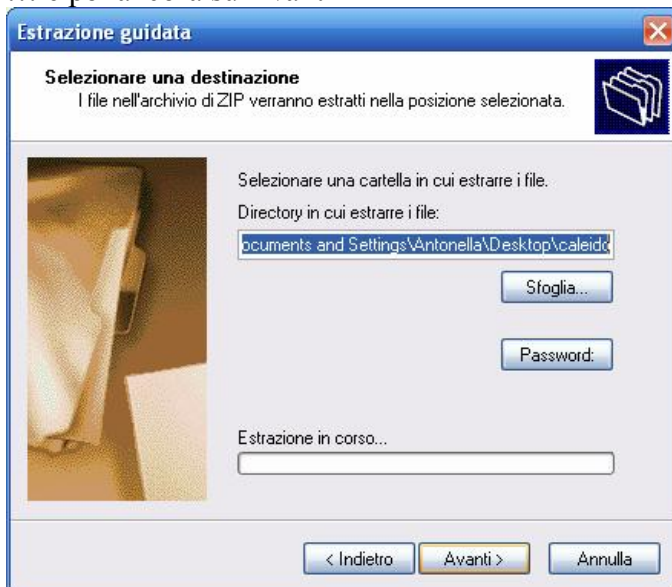 Estrazione guidata
Selezionare una destinazione
I file nell'archivio di ZIP verranno estratti nella posizione selezionata.
Selezionare una cartella in cui estrarre i file.
Directory in cui estrarre i file:
ocuments and Settings\Antonella\Desktop\caleido
Sfoglia...
Password:
Estrazione in corso...
< Indietro Avanti > Annulla